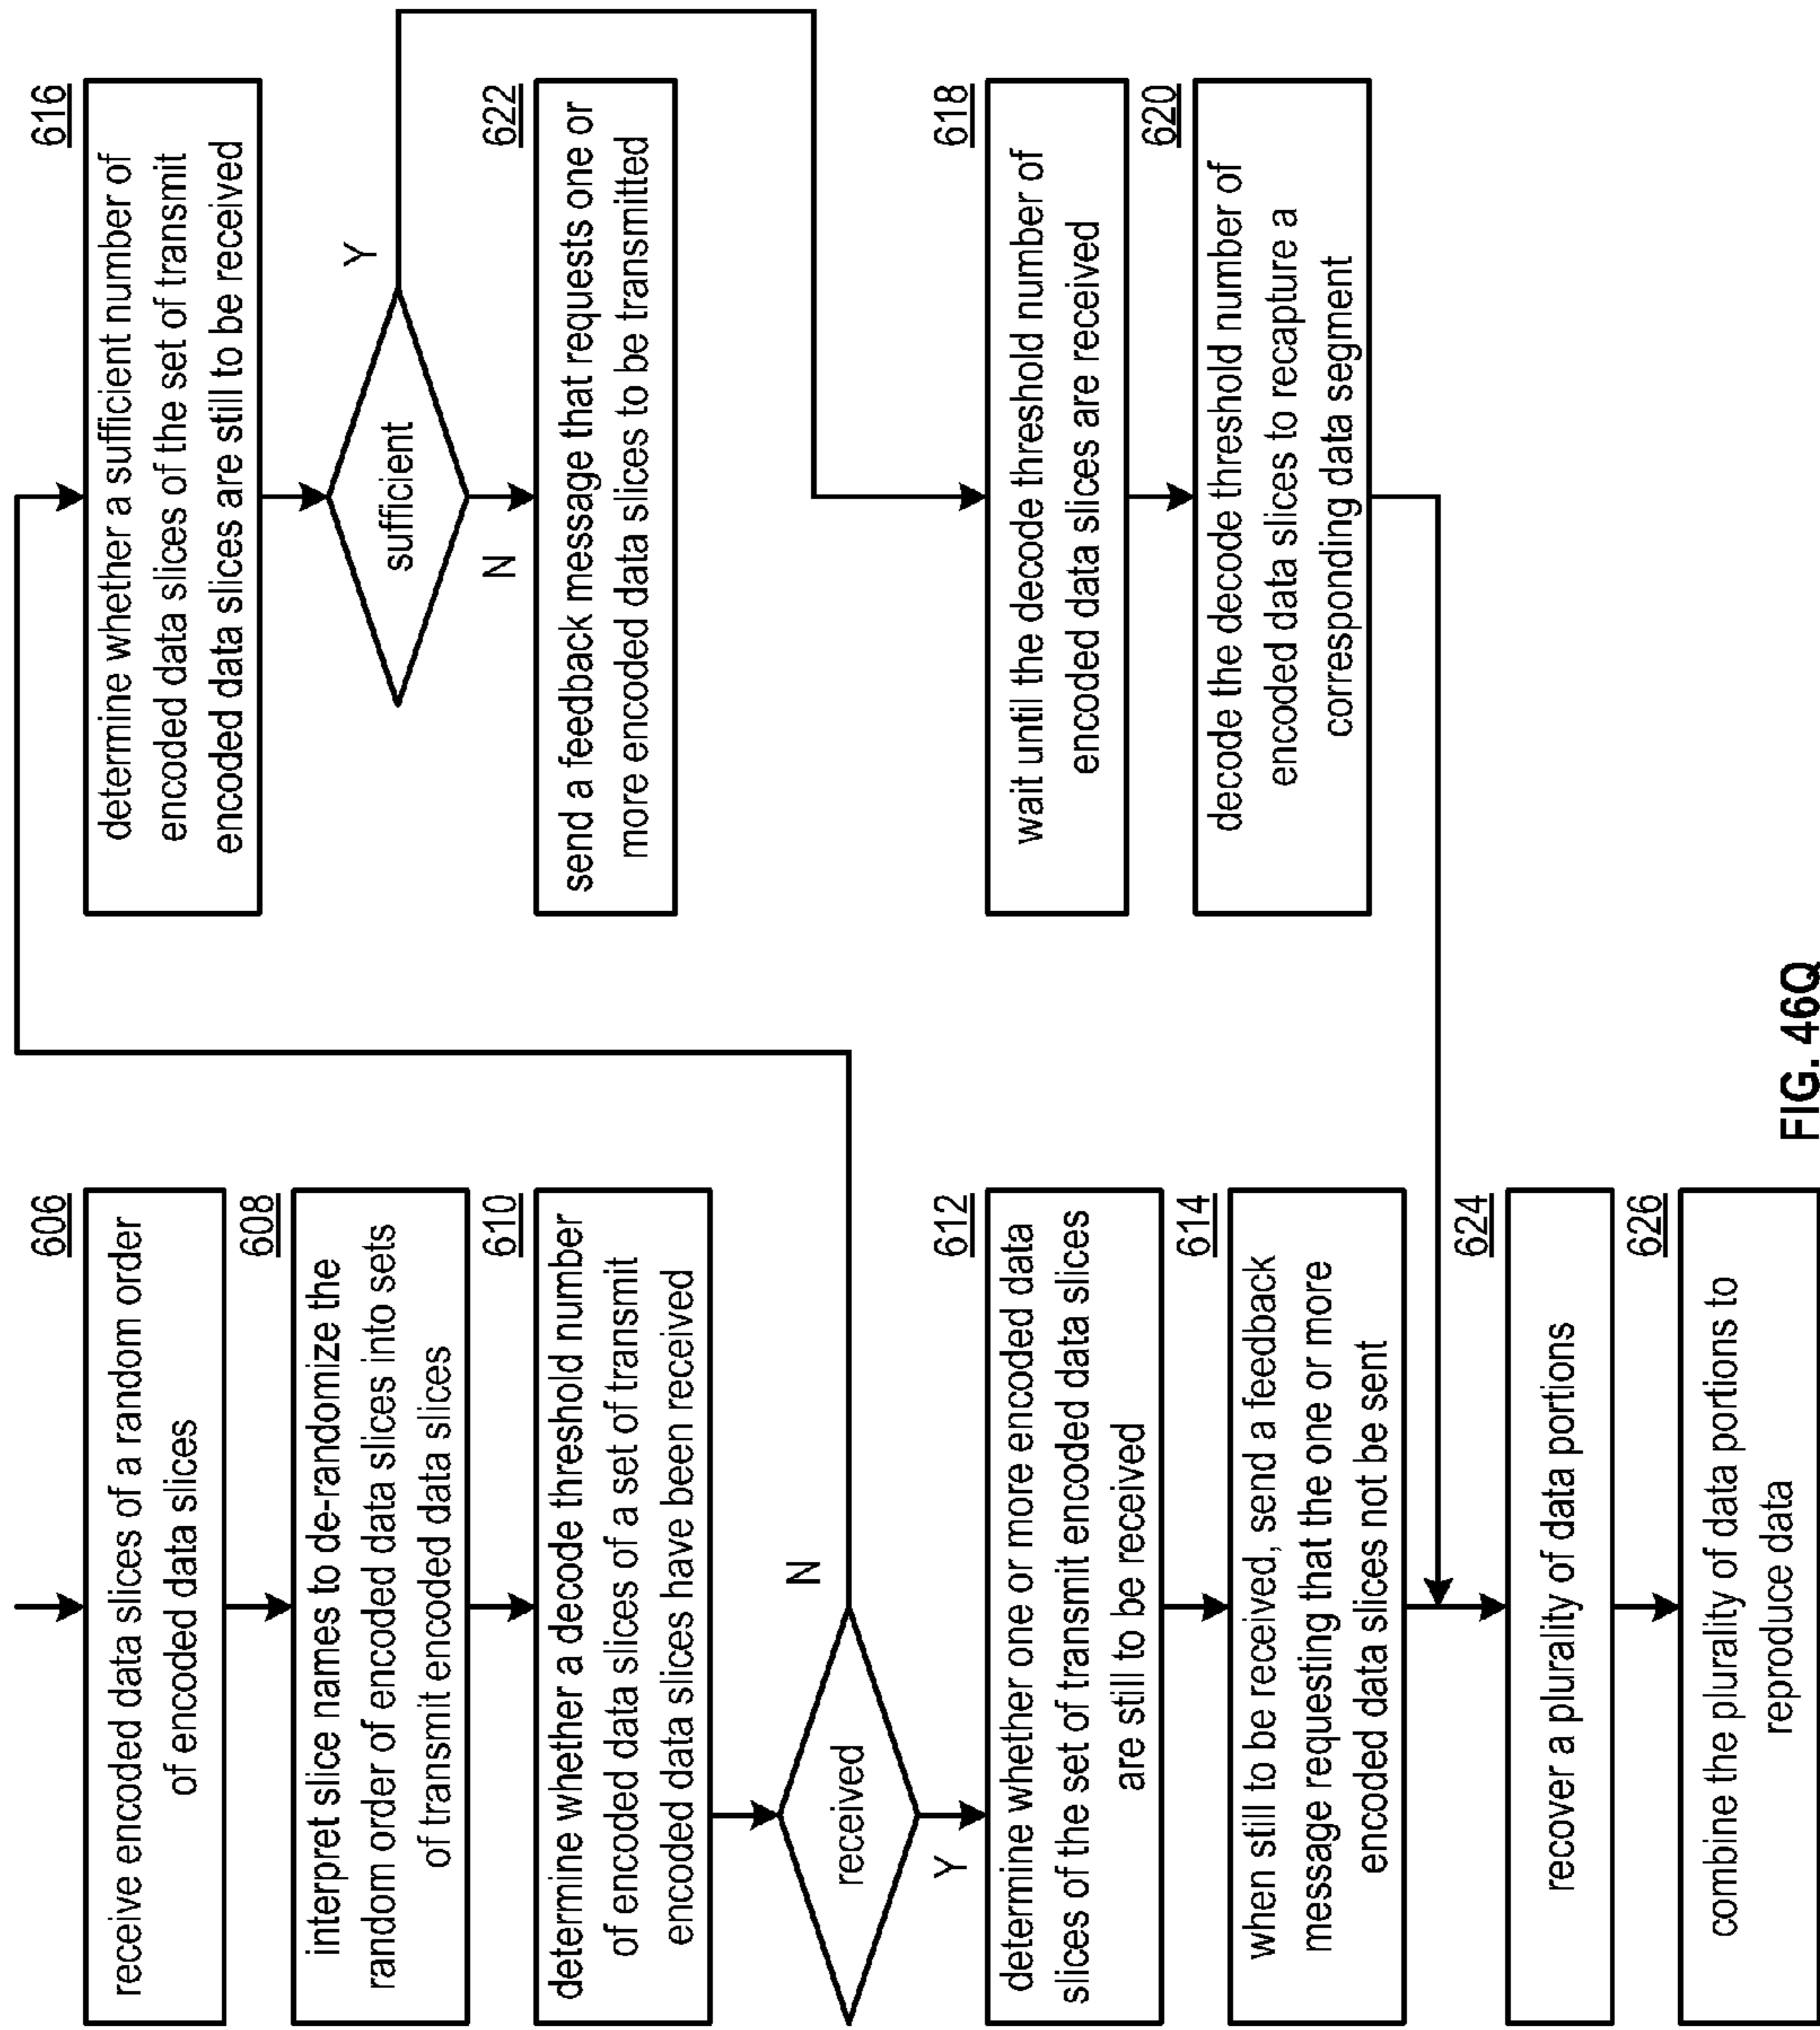 606
receive encoded data slices of a random order
of encoded data slices
608
interpret slice names to de-randomize the
random order of encoded data slices into sets
of transmit encoded data slices
610
determine whether a decode threshold number
of encoded data slices of a set of transmit
encoded data slices have been received
received
N
Y
612
determine whether one or more encoded data
slices of the set of transmit encoded data slices
are still to be received
614
when still to be received, send a feedback
message requesting that the one or more
encoded data slices not be sent
624
recover a plurality of data portions
626
combine the plurality of data portions to
reproduce data
616
determine whether a sufficient number of
encoded data slices of the set of transmit
encoded data slices are still to be received
sufficient
Y
N
622
send a feedback message that requests one or
more encoded data slices to be transmitted
618
wait until the decode threshold number of
encoded data slices are received
620
decode the decode threshold number of
encoded data slices to recapture a
corresponding data segment
FIG. 46Q